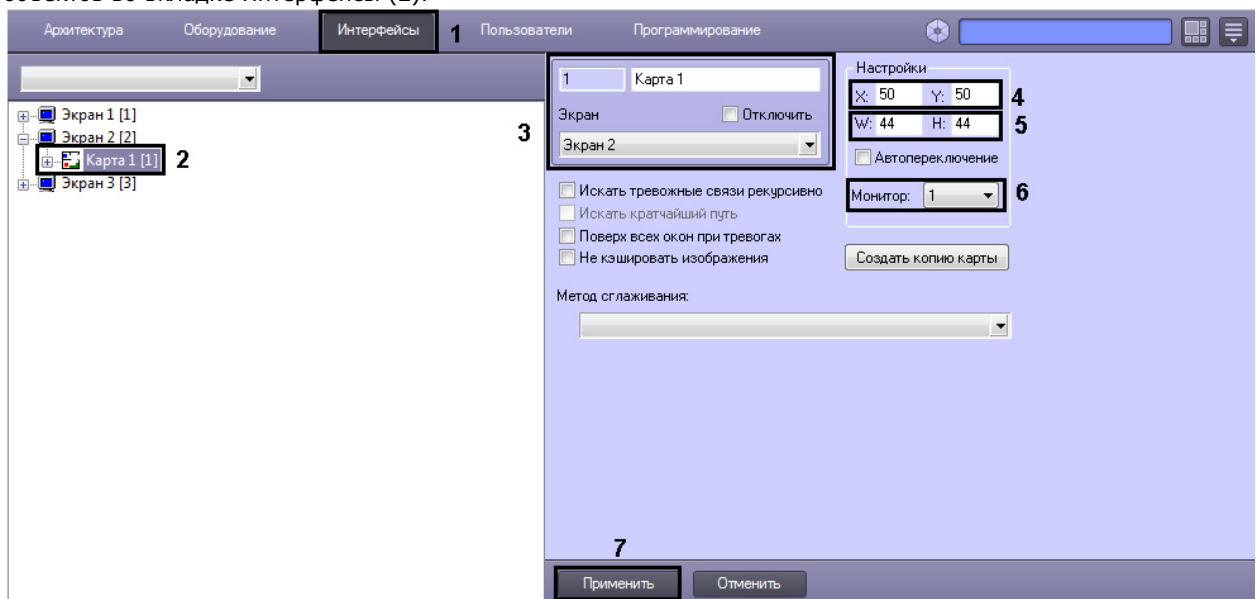 объектов во вкладке Интерфейсы (2).
Архитектура Оборудование Интерфейсы 1 Пользователи Программирование
1 Карта 1
Настройки
X: 50 Y: 50 4
Экран 1 [1]
Экран Отключить
W: 44 H: 44 5
Экран 2 [2]
3
Экран 2
Карта 1 [1] 2
Автопереключение
Экран 3 [3]
Искать тревожные связи рекурсивно
Монитор: 1 6
Искать кратчайший путь
Поверх всех окон при тревогах
Не кэшировать изображения
Создать копию карты
Метод сглаживания:
7
Применить Отменить